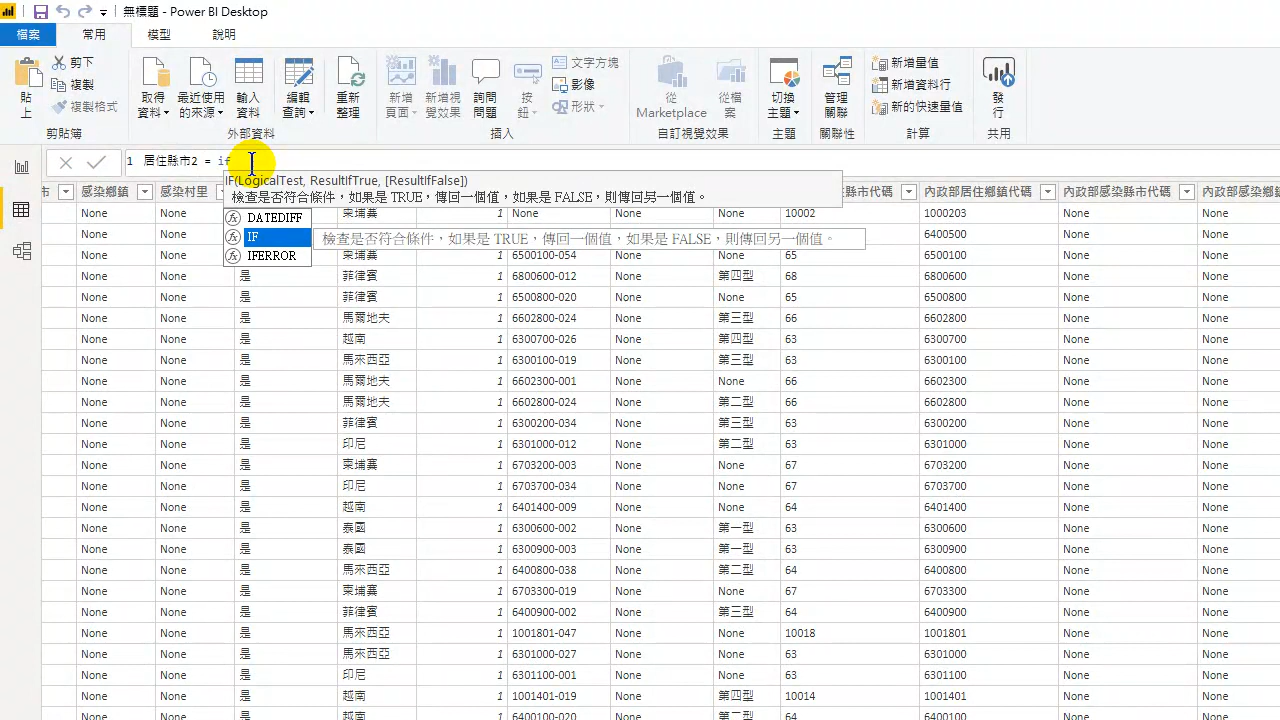 無標題 - Power BI Desktop
檔案 常用 模型 說明
貼上 剪下 複製 複製格式 取得資料 最近使用的來源 輸入資料 編輯查詢 重新整理 新增頁面 新增視覺效果 詢問問題 按鈕 文字方塊 影像 形狀 從 Marketplace 從檔案 切換主題 管理關聯 新增量值 新增資料行 新的快速量值 發行
剪貼簿 外部資料 插入 自訂視覺效果 主題 關聯性 計算 共用
1 居住縣市2 = if
IF(LogicalTest, ResultIfTrue, [ResultIfFalse])
檢查是否符合條件，如果是 TRUE，傳回一個值，如果是 FALSE，則傳回另一個值。
DATEDIFF
IF 檢查是否符合條件，如果是 TRUE，傳回一個值，如果是 FALSE，則傳回另一個值。
IFERROR
市 感染鄉鎮 感染村里 縣市代碼 內政部居住鄉鎮代碼 內政部感染縣市代碼 內政部感染鄉
None None 柬埔寨 1 None None None 10002 1000203 None None
None None 6400500 None None
None None 柬埔寨 1 6500100-054 None None 65 6500100 None None
None None 是 菲律賓 1 6800600-012 None 第四型 68 6800600 None None
None None 是 菲律賓 1 6500800-020 None None 65 6500800 None None
None None 是 馬爾地夫 1 6602800-024 None 第三型 66 6602800 None None
None None 是 越南 1 6300700-026 None 第四型 63 6300700 None None
None None 是 馬來西亞 1 6300100-019 None 第三型 63 6300100 None None
None None 是 馬爾地夫 1 6602300-001 None None 66 6602300 None None
None None 是 馬爾地夫 1 6602800-024 None 第二型 66 6602800 None None
None None 是 菲律賓 1 6300200-034 None 第三型 63 6300200 None None
None None 是 印尼 1 6301000-012 None 第二型 63 6301000 None None
None None 是 柬埔寨 1 6703200-003 None None 67 6703200 None None
None None 是 印尼 1 6703700-034 None None 67 6703700 None None
None None 是 越南 1 6401400-009 None None 64 6401400 None None
None None 是 泰國 1 6300600-002 None 第一型 63 6300600 None None
None None 是 泰國 1 6300900-003 None 第一型 63 6300900 None None
None None 是 馬來西亞 1 6400800-038 None 第二型 64 6400800 None None
None None 是 柬埔寨 1 6703300-019 None None 67 6703300 None None
None None 是 菲律賓 1 6400900-002 None 第三型 64 6400900 None None
None None 是 馬來西亞 1 1001801-047 None None 10018 1001801 None None
None None 是 馬來西亞 1 6301000-027 None None 63 6301000 None None
None None 是 印尼 1 6301100-001 None None 63 6301100 None None
None None 是 越南 1 1001401-019 None 第四型 10014 1001401 None None
None None 是 越南 1 6400100-020 None 第二型 64 6400100 None None